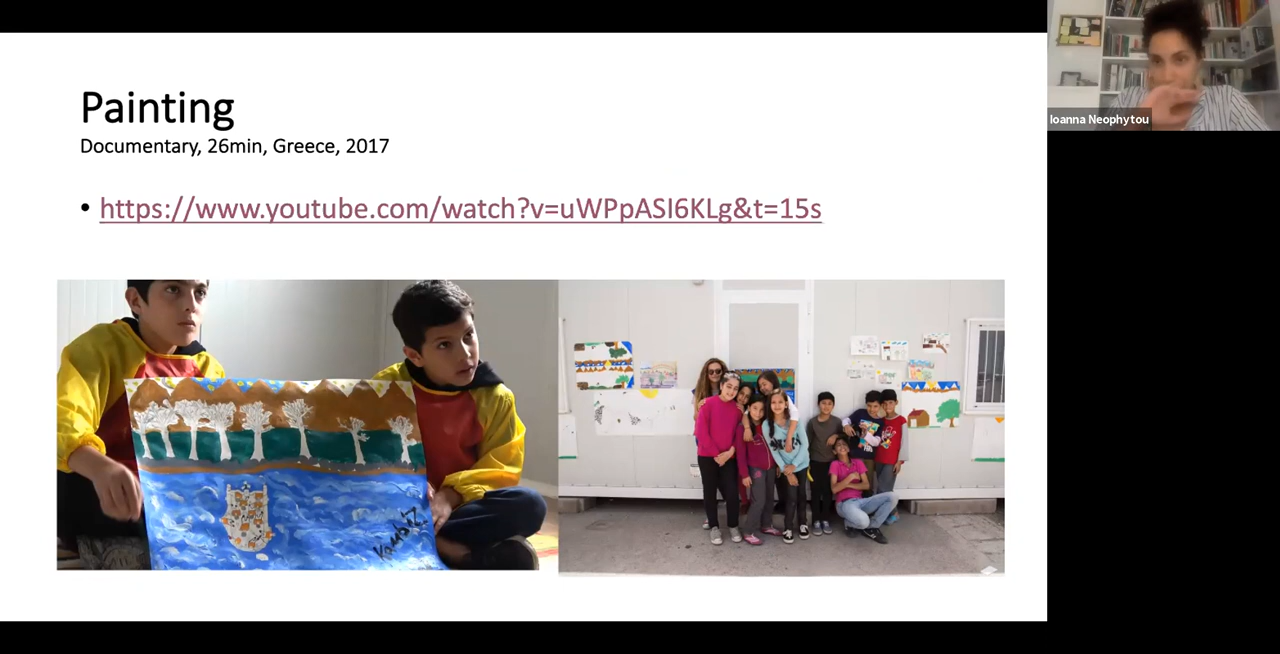 Painting
Documentary, 26min, Greece, 2017
• https://www.youtube.com/watch?v=uWPpASI6KLg&t=15s
Ioanna Neophytou